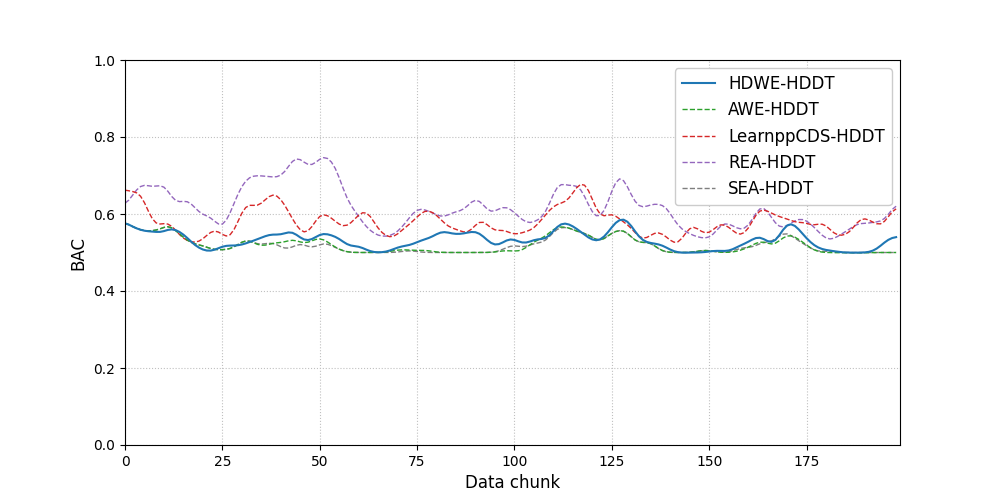 1.0
0.8
0.6
0.4
0.2
0.0
BAC
HDWE-HDDT
AWE-HDDT
LearnppCDS-HDDT
REA-HDDT
SEA-HDDT
0 25 50 75 100 125 150 175
Data chunk